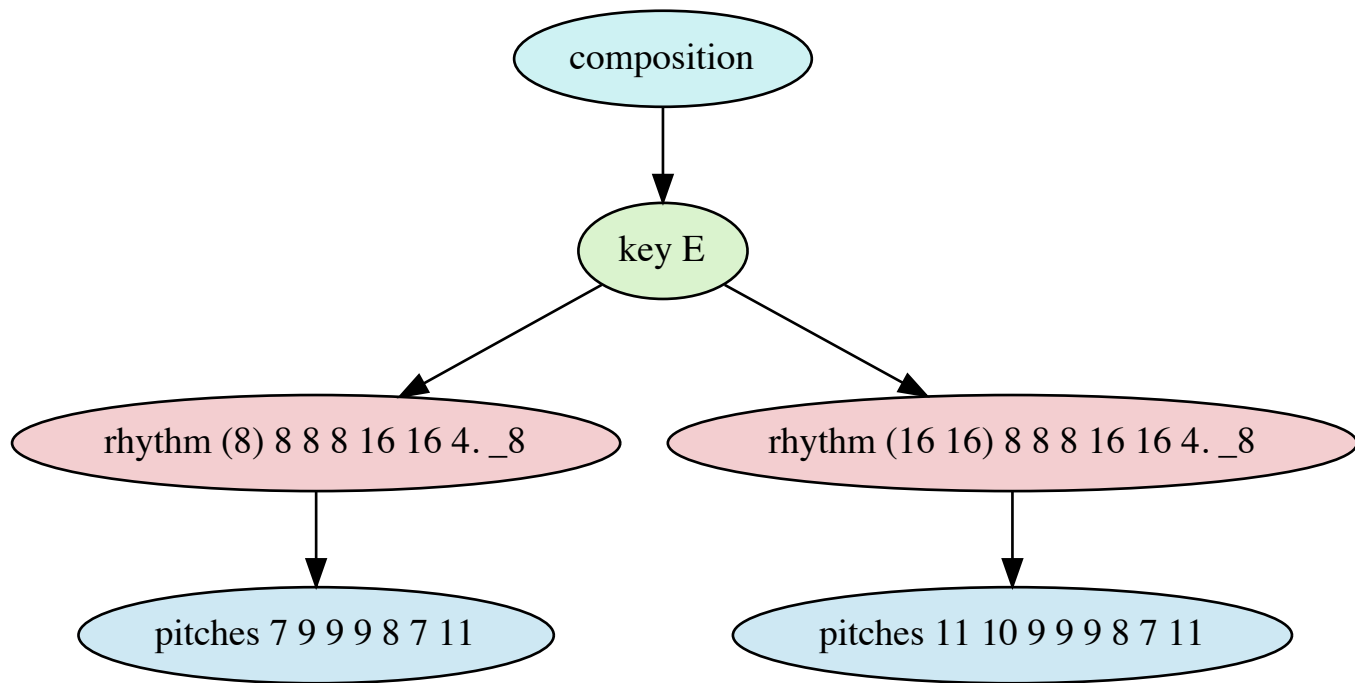 composition
key E
rhythm (8) 8 8 8 16 16 4. _8
rhythm (16 16) 8 8 8 16 16 4. _8
pitches 7 9 9 9 8 7 11
pitches 11 10 9 9 9 8 7 11